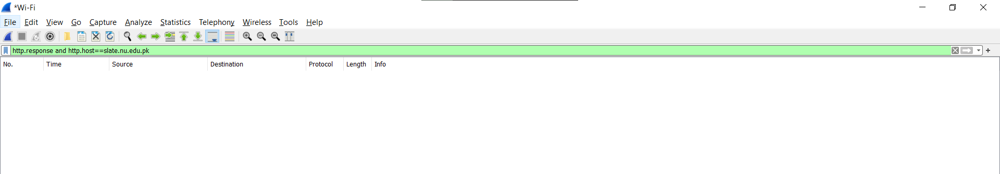 *Wi-Fi
File Edit View Go Capture Analyze Statistics Telephony Wireless Tools Help
http.response and http.host==slate.nu.edu.pk
No. Time Source Destination Protocol Length Info